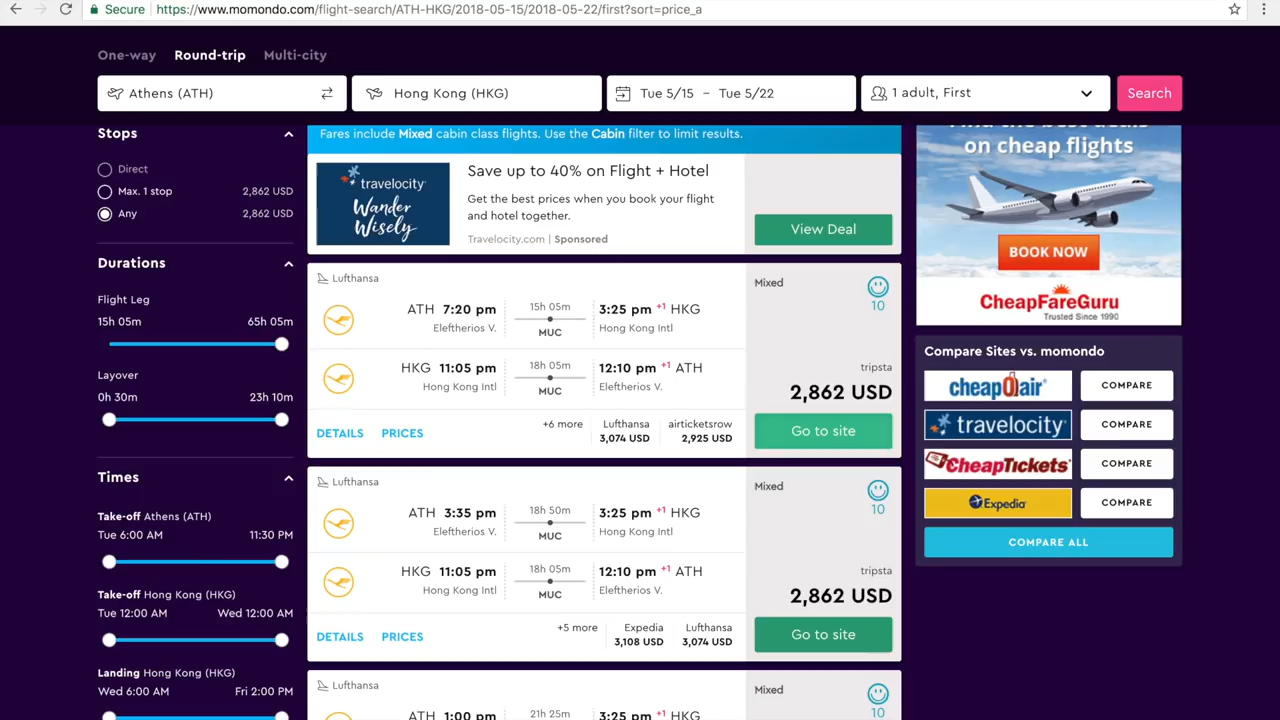 Secure https://www.momondo.com/flight-search/ATH-HKG/2018-05-15/2018-05-22/first?sort=price_a
One-way Round-trip Multi-city
Athens (ATH) Hong Kong (HKG) Tue 5/15 – Tue 5/22 1 adult, First Search
Stops
Direct
Max. 1 stop 2,862 USD
Any 2,862 USD
Durations
Flight Leg
15h 05m 65h 05m
Layover
0h 30m 23h 10m
Times
Take-off Athens (ATH)
Tue 6:00 AM 11:30 PM
Take-off Hong Kong (HKG)
Tue 12:00 AM Wed 12:00 AM
Landing Hong Kong (HKG)
Wed 6:00 AM Fri 2:00 PM
Fares include Mixed cabin class flights. Use the Cabin filter to limit results.
travelocity
Wander
Wisely
Save up to 40% on Flight + Hotel
Get the best prices when you book your flight
and hotel together.
Travelocity.com | Sponsored
View Deal
Lufthansa
ATH 7:20 pm 15h 05m 3:25 pm +1 HKG
Eleftherios V. MUC Hong Kong Intl
HKG 11:05 pm 18h 05m 12:10 pm +1 ATH
Hong Kong Intl MUC Eleftherios V.
DETAILS PRICES
+6 more Lufthansa airticketsrow
3,074 USD 2,925 USD
Mixed
10
tripsta
2,862 USD
Go to site
Lufthansa
ATH 3:35 pm 18h 50m 3:25 pm +1 HKG
Eleftherios V. MUC Hong Kong Intl
HKG 11:05 pm 18h 05m 12:10 pm +1 ATH
Hong Kong Intl MUC Eleftherios V.
DETAILS PRICES
+5 more Expedia Lufthansa
3,108 USD 3,074 USD
Mixed
10
tripsta
2,862 USD
Go to site
Lufthansa
ATH 1:00 pm 21h 25m 3:25 pm +1 HKG
Mixed
10
Find the best deals
on cheap flights
BOOK NOW
CHEAPFAREGURU
Trusted Since 1990
Compare Sites vs. momondo
cheapOair COMPARE
travelocity COMPARE
CheapTickets COMPARE
Expedia COMPARE
COMPARE ALL